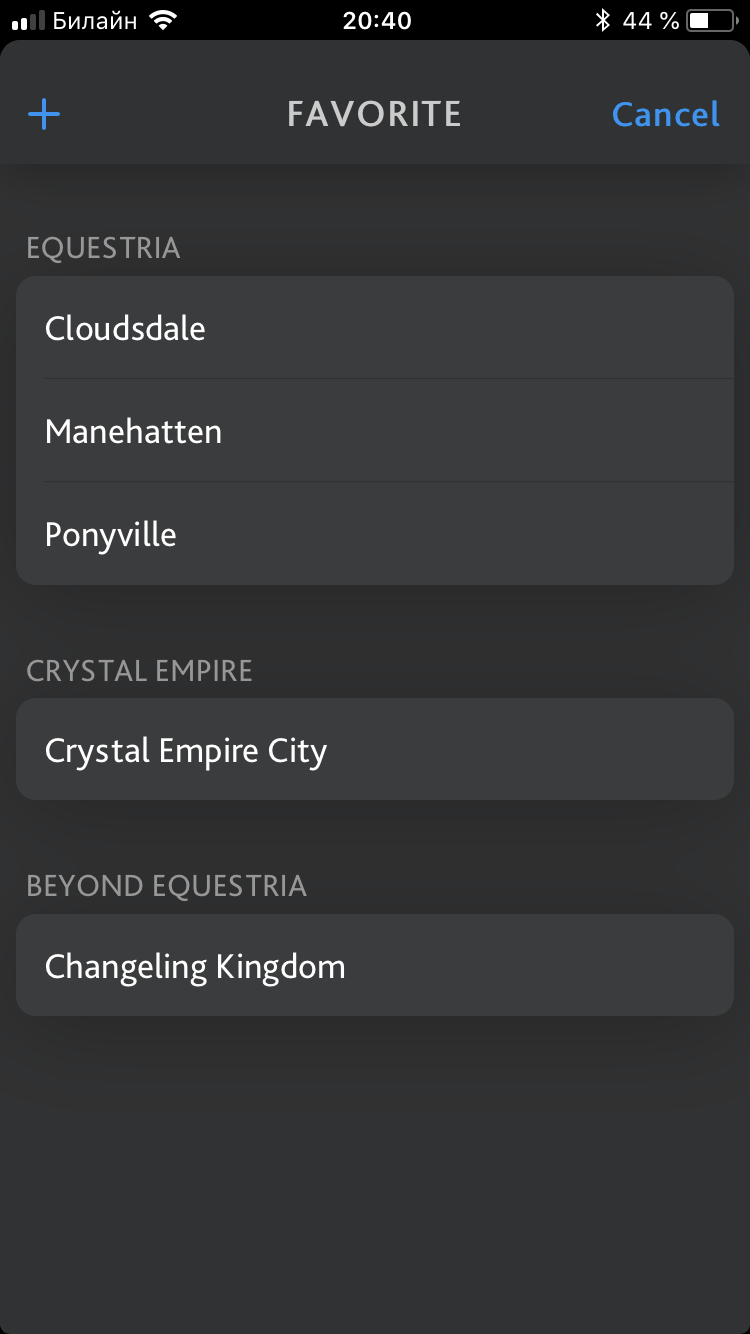 Билайн 20:40 44 %
FAVORITE Cancel
EQUESTRIA
Cloudsdale
Manehatten
Ponyville
CRYSTAL EMPIRE
Crystal Empire City
BEYOND EQUESTRIA
Changeling Kingdom